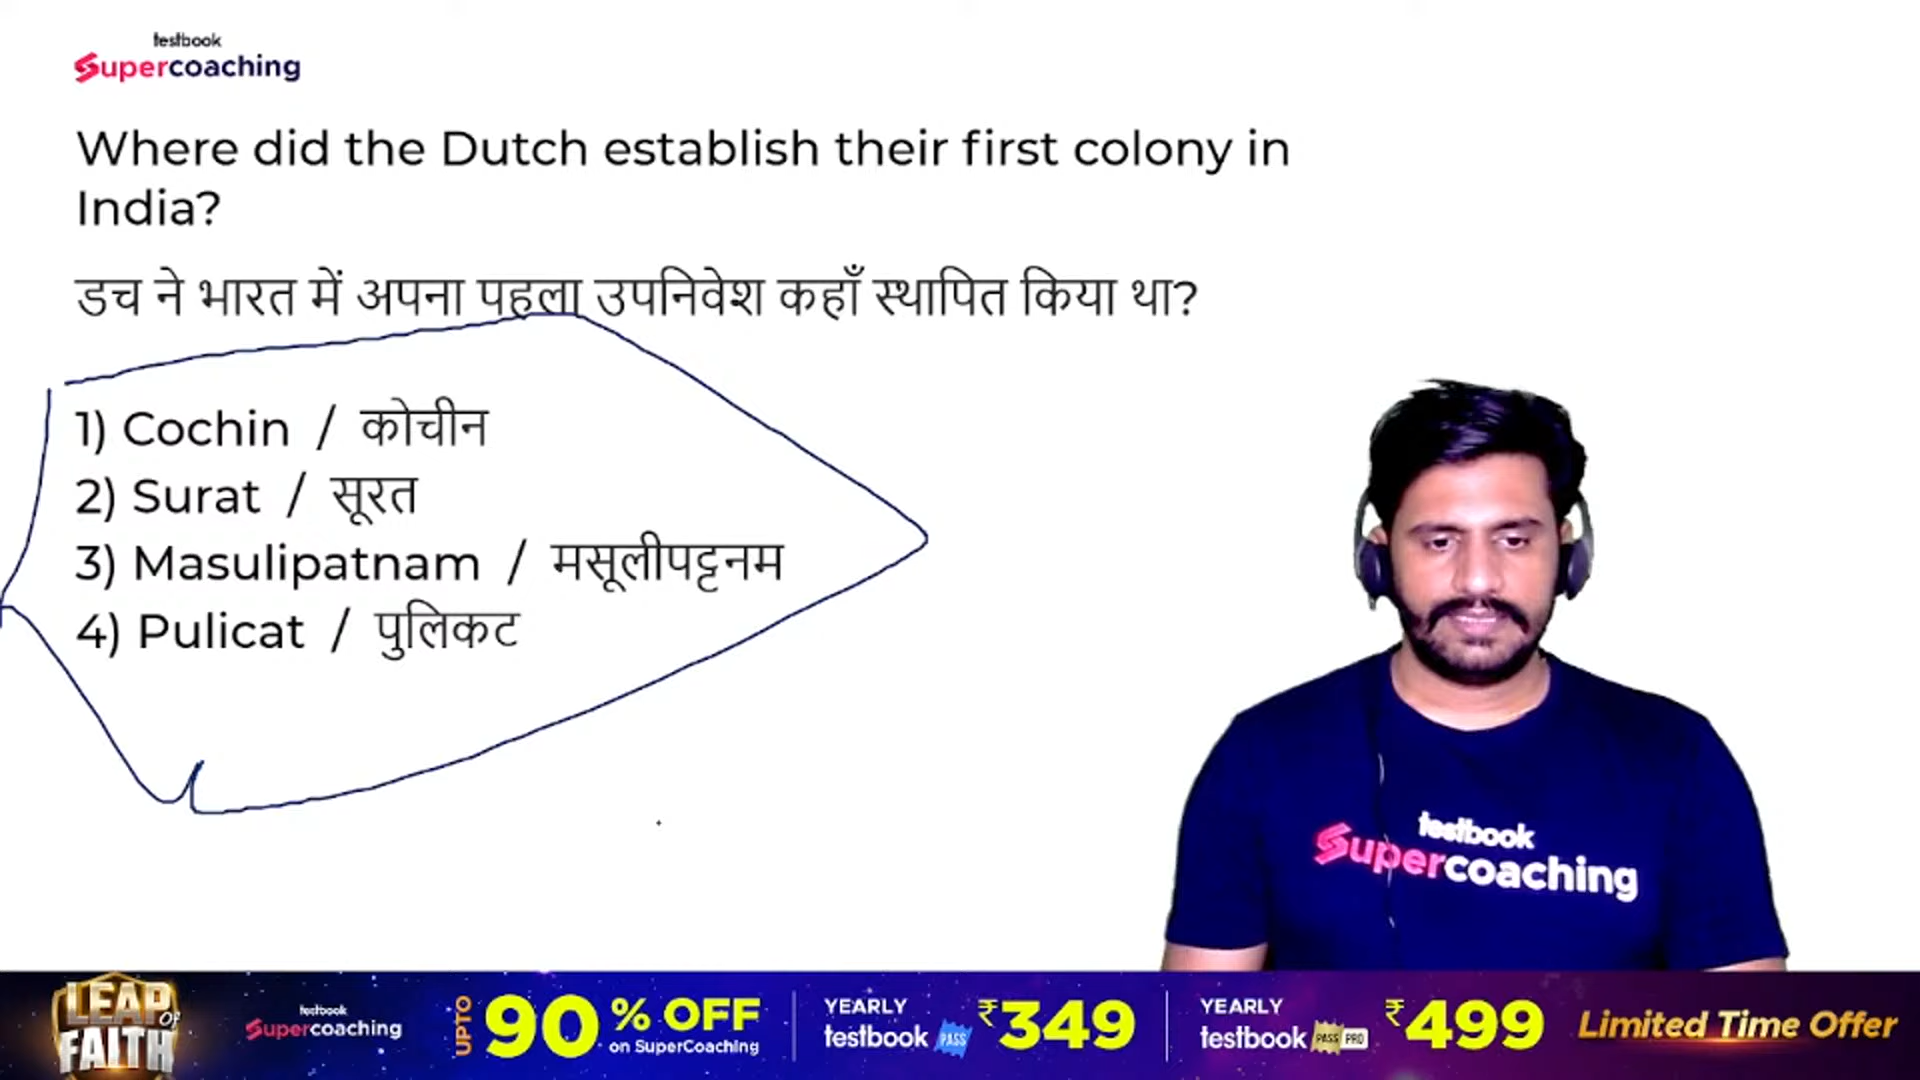 testbook
Supercoaching
Where did the Dutch establish their first colony in
India?
डच ने भारत में अपना पहला उपनिवेश कहाँ स्थापित किया था?
1) Cochin / कोचीन
2) Surat / सूरत
3) Masulipatnam / मसूलीपट्टनम
4) Pulicat / पुलिकट
testbook
Supercoaching
LEAP OF FAITH
testbook
Supercoaching
UPTO 90% OFF
on SuperCoaching
YEARLY
testbook PASS
₹349
YEARLY
testbook PASS PRO
₹499
Limited Time Offer